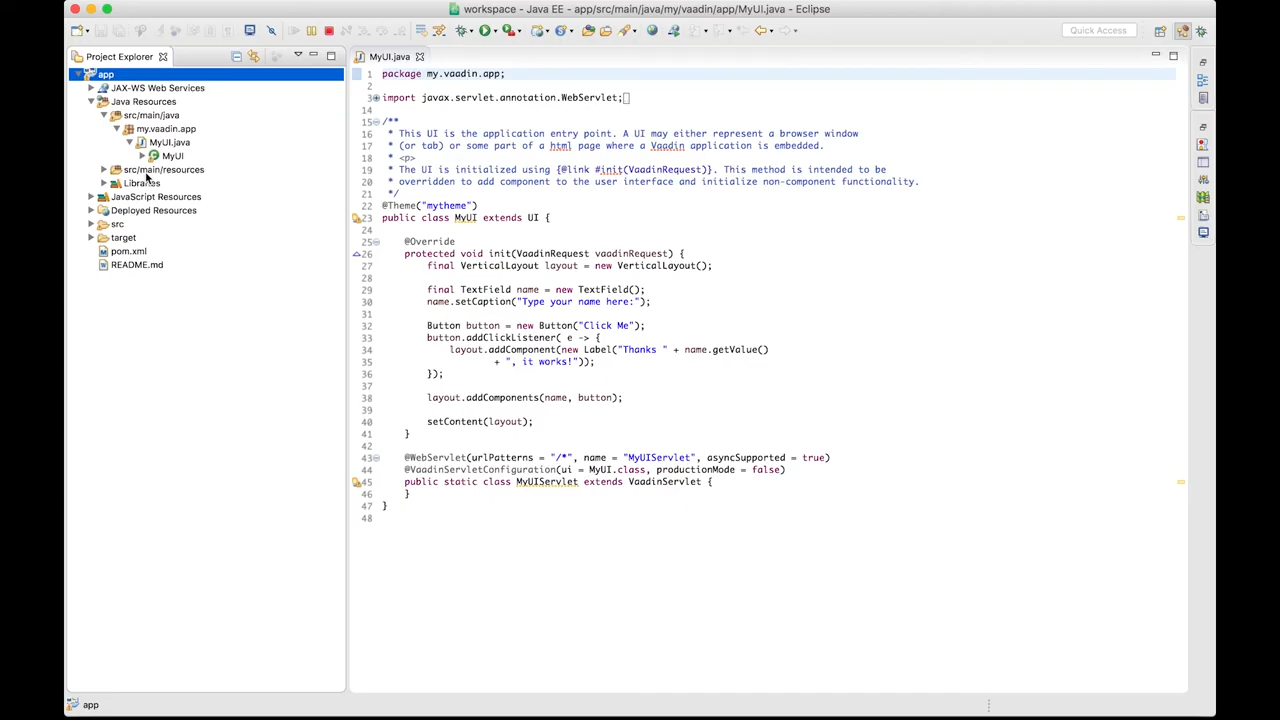 workspace - Java EE - app/src/main/java/my/vaadin/app/MyUI.java - Eclipse
Quick Access
Project Explorer
app
JAX-WS Web Services
Java Resources
src/main/java
my.vaadin.app
MyUI.java
MyUI
src/main/resources
Libraries
JavaScript Resources
Deployed Resources
src
target
pom.xml
README.md
MyUI.java
1 package my.vaadin.app;
2
3 import javax.servlet.annotation.WebServlet;
14
15 /**
16 * This UI is the application entry point. A UI may either represent a browser window
17 * (or tab) or some part of a html page where a Vaadin application is embedded.
18 * <p>
19 * The UI is initialized using {@link #init(VaadinRequest)}. This method is intended to be
20 * overridden to add component to the user interface and initialize non-component functionality.
21 */
22 @Theme("mytheme")
23 public class MyUI extends UI {
24
25 @Override
26 protected void init(VaadinRequest vaadinRequest) {
27 final VerticalLayout layout = new VerticalLayout();
28
29 final TextField name = new TextField();
30 name.setCaption("Type your name here:");
31
32 Button button = new Button("Click Me");
33 button.addClickListener( e -> {
34 layout.addComponent(new Label("Thanks " + name.getValue()
35 + ", it works!"));
36 });
37
38 layout.addComponents(name, button);
39
40 setContent(layout);
41 }
42
43 @WebServlet(urlPatterns = "/*", name = "MyUIServlet", asyncSupported = true)
44 @VaadinServletConfiguration(ui = MyUI.class, productionMode = false)
45 public static class MyUIServlet extends VaadinServlet {
46 }
47 }
48
app